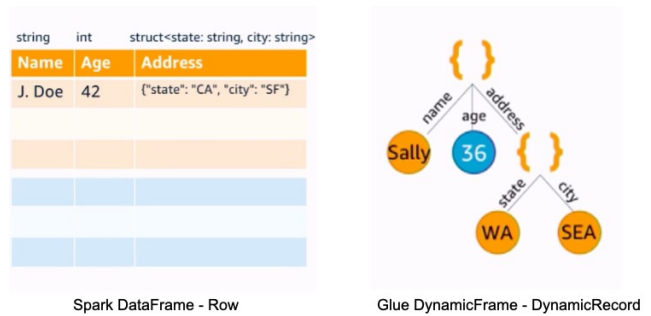 string int struct<state: string, city: string>
Name Age Address
J. Doe 42 {"state": "CA", "city": "SF"}
Spark DataFrame - Row
{ }
name age address
Sally 36 { }
state city
WA SEA
Glue DynamicFrame - DynamicRecord